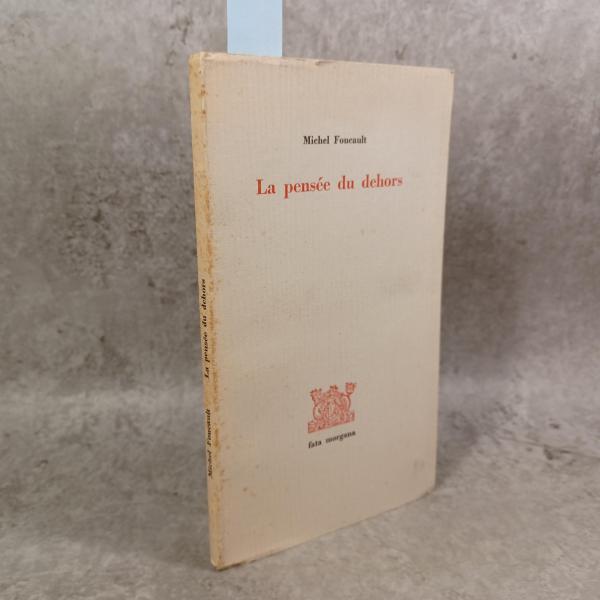 Michel Foucault
La pensée du dehors
fata morgana
Michel Foucault La pensée du dehors